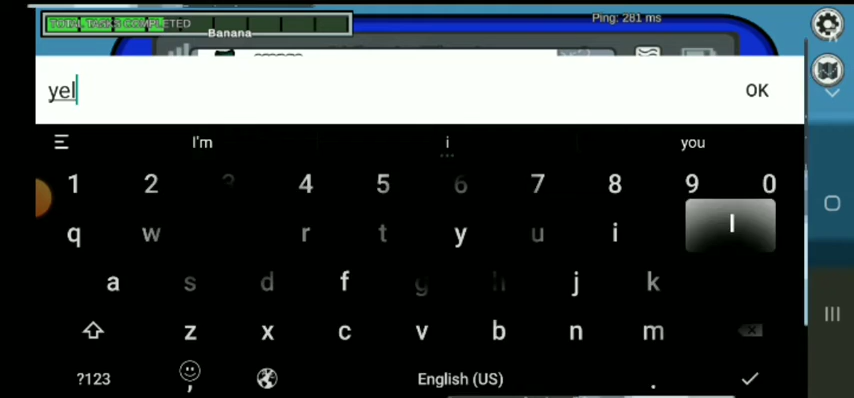 TOTAL TASKS COMPLETED
Ping: 281 ms
Banana
yel
OK
I'm i you
1 2 3 4 5 6 7 8 9 0
q w r t y u i l
a s d f g h j k
z x c v b n m
?123 , English (US) .